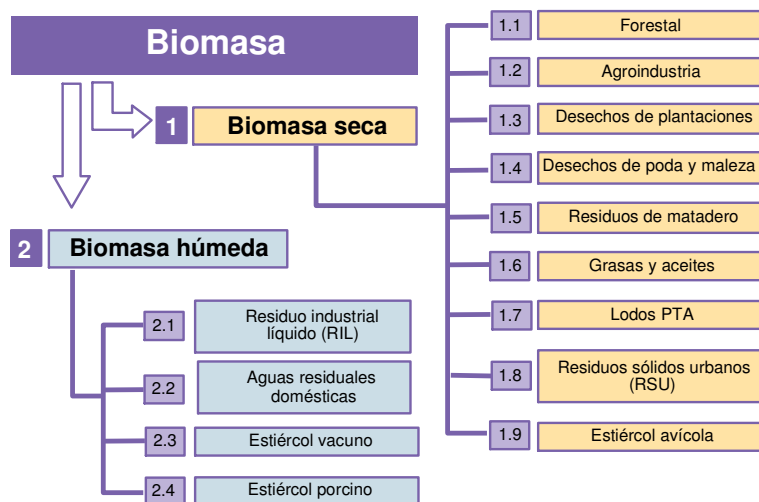 Biomasa
1 Biomasa seca
1.1 Forestal
1.2 Agroindustria
1.3 Desechos de plantaciones
1.4 Desechos de poda y maleza
1.5 Residuos de matadero
1.6 Grasas y aceites
1.7 Lodos PTA
1.8 Residuos sólidos urbanos
(RSU)
1.9 Estiércol avícola
2 Biomasa húmeda
2.1 Residuo industrial
líquido (RIL)
2.2 Aguas residuales
domésticas
2.3 Estiércol vacuno
2.4 Estiércol porcino